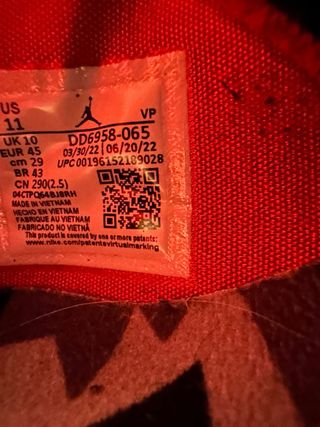 US
11
VP
UK 10
DD6958-065
EUR 45
03/30/22 06/20/22
cm 29
UPC 00196152189028
BR 43
CN 290(2.5)
MADE IN VIETNAM
HECHO EN VIETNAM
FABRIQUE AU VIETNAM
FABRICADO NO VIETNÃ
This product is covered by one or more patents:
www.nike.com/patentsvirtualmarking